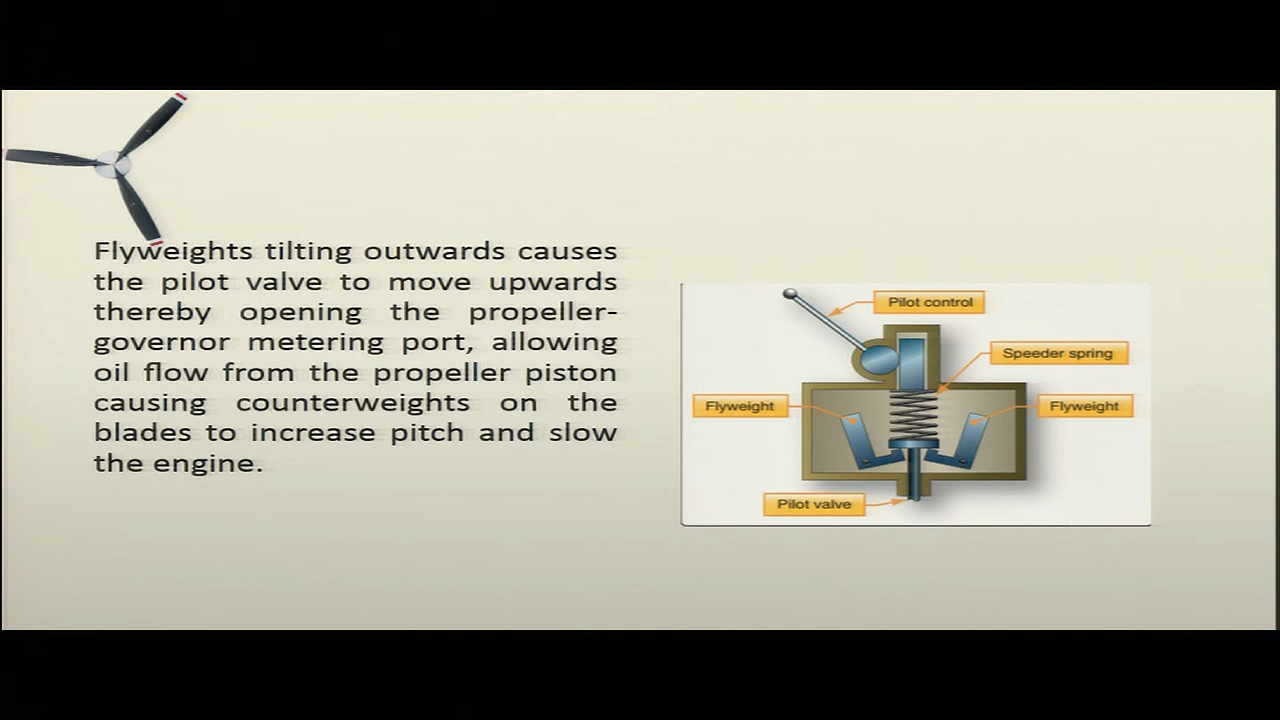 Flyweights tilting outwards causes
the pilot valve to move upwards
thereby opening the propeller-
governor metering port, allowing
oil flow from the propeller piston
causing counterweights on the
blades to increase pitch and slow
the engine.
Pilot control
Speeder spring
Flyweight
Flyweight
Pilot valve